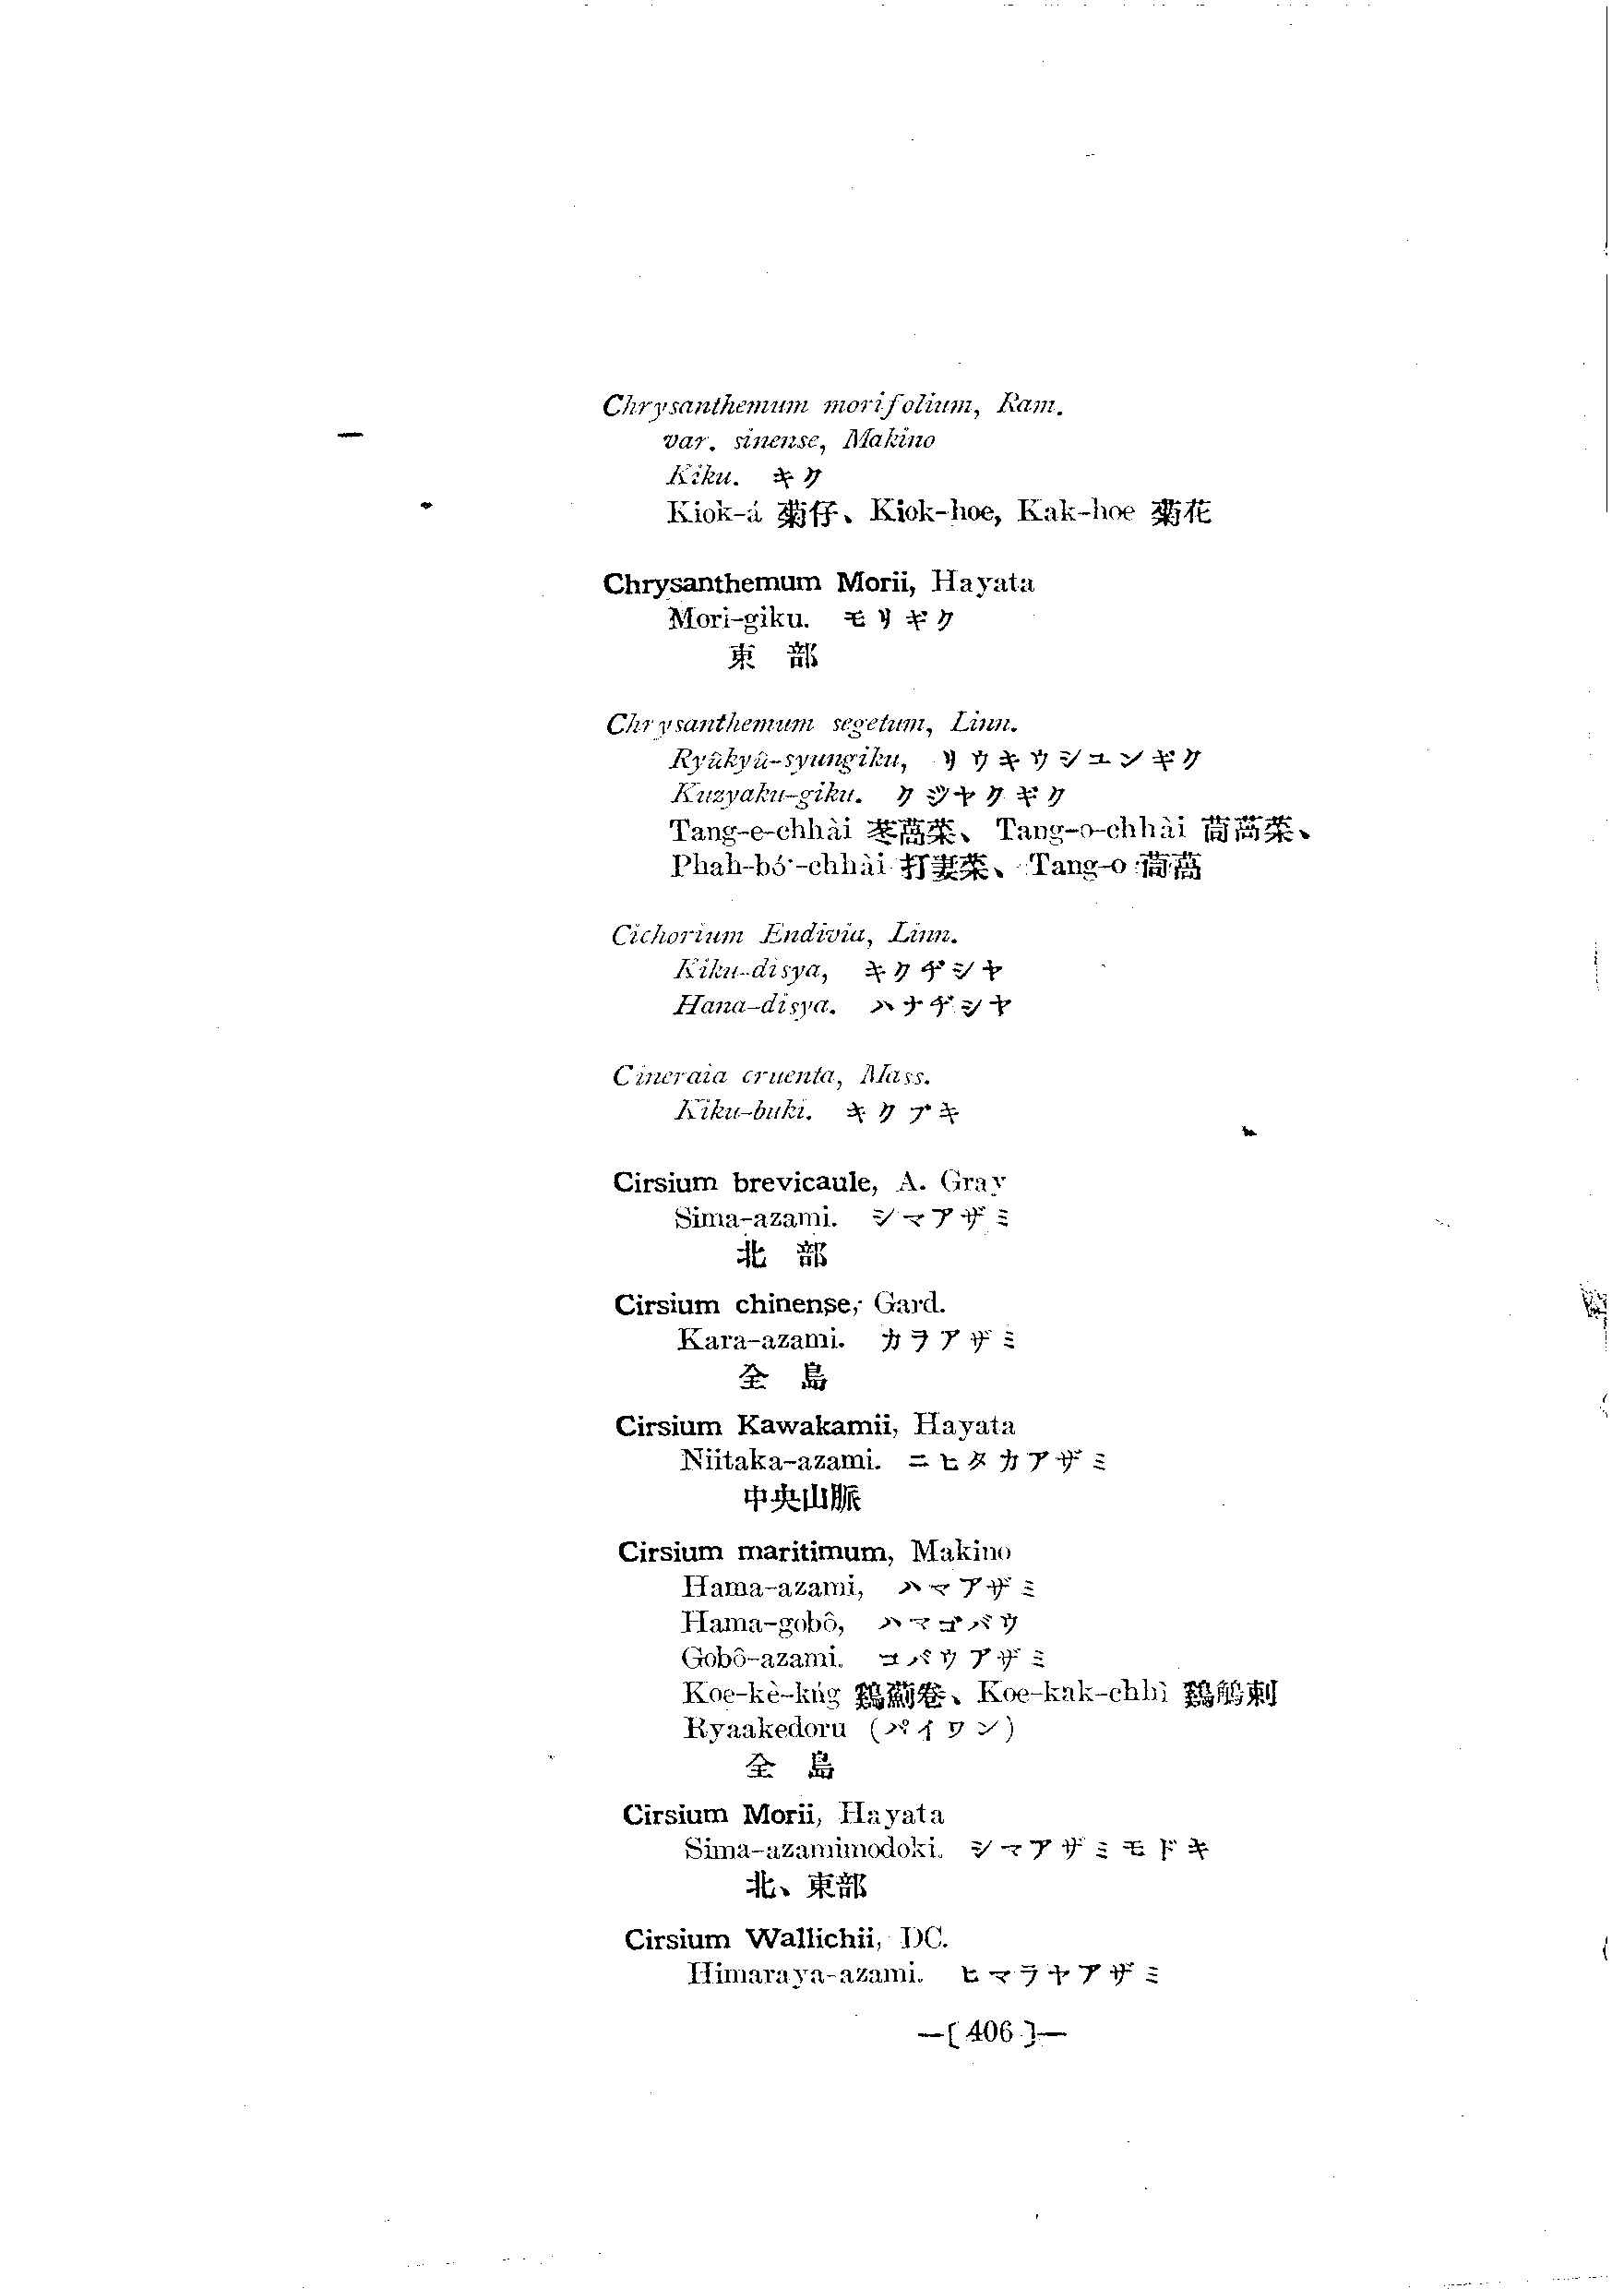 Chrysanthemum morifolium, Ram.
var. sinense, Makino
Kiku. キク
Kiok-á 菊仔、Kiok-hoe, Kak-hoe 菊花
Chrysanthemum Morii, Hayata
Mori-giku. モリギク
東部
Chrysanthemum segetum, Linn.
Ryûkyû-syungiku, リウキウシュンギク
Kuzyaku-giku. クジヤクギク
Tang-e-chhài 苳萵菜、Tang-o-chhài 茼萵菜、
Phah-bó͘-chhài 打妻菜、Tang-o 茼萵
Cichorium Endivia, Linn.
Kiku-disya, キクヂシヤ
Hana-disya. ハナヂシヤ
Cineraia cruenta, Mass.
Kiku-buki. キクブキ
Cirsium brevicaule, A. Gray
Sima-azami. シマアザミ
北部
Cirsium chinense, Gard.
Kara-azami. カラアザミ
全島
Cirsium Kawakamii, Hayata
Niitaka-azami. ニヒタカアザミ
中央山脈
Cirsium maritimum, Makino
Hama-azami, ハマアザミ
Hama-gobô, ハマゴバウ
Gobô-azami. ゴバウアザミ
Koe-kè-kńg 鷄薊卷、Koe-kak-chhì 鷄鵤刺
Ryaakedoru (パイワン)
全島
Cirsium Morii, Hayata
Sima-azamimodoki. シマアザミモドキ
北、東部
Cirsium Wallichii, DC.
Himaraya-azami. ヒマラヤアザミ
—[406]—